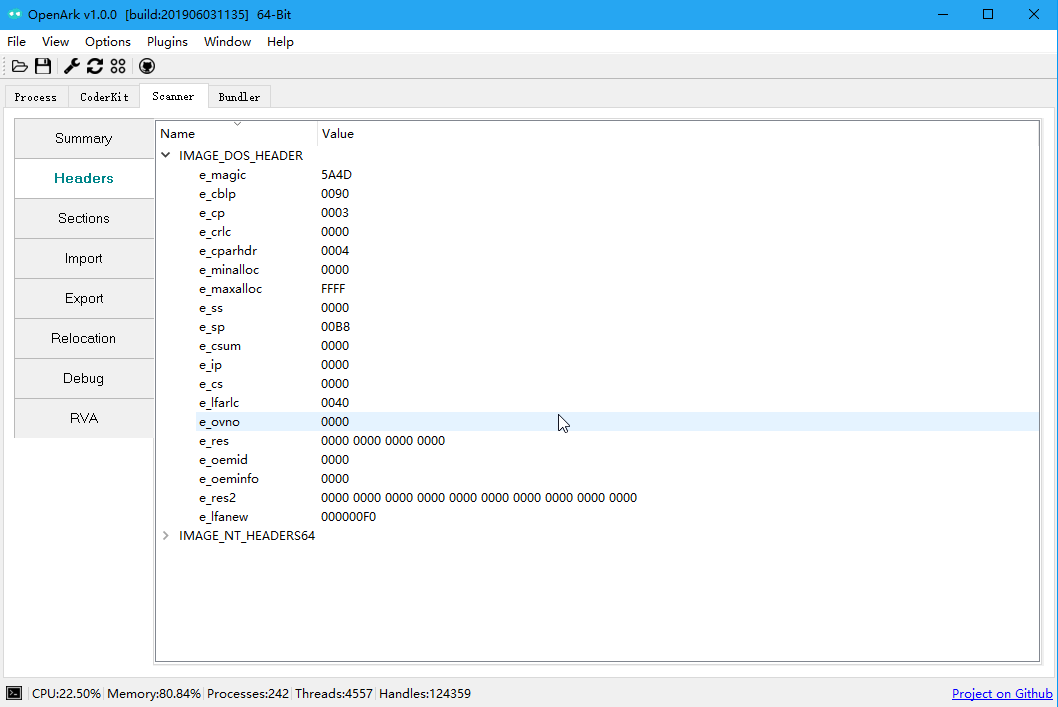 OpenArk v1.0.0 [build:201906031135] 64-Bit
File View Options Plugins Window Help
Process CoderKit Scanner Bundler
Summary
Headers
Sections
Import
Export
Relocation
Debug
RVA
Name Value
IMAGE_DOS_HEADER
e_magic 5A4D
e_cblp 0090
e_cp 0003
e_crlc 0000
e_cparhdr 0004
e_minalloc 0000
e_maxalloc FFFF
e_ss 0000
e_sp 00B8
e_csum 0000
e_ip 0000
e_cs 0000
e_lfarlc 0040
e_ovno 0000
e_res 0000 0000 0000 0000
e_oemid 0000
e_oeminfo 0000
e_res2 0000 0000 0000 0000 0000 0000 0000 0000 0000 0000
e_lfanew 000000F0
IMAGE_NT_HEADERS64
CPU:22.50% Memory:80.84% Processes:242 Threads:4557 Handles:124359 Project on Github